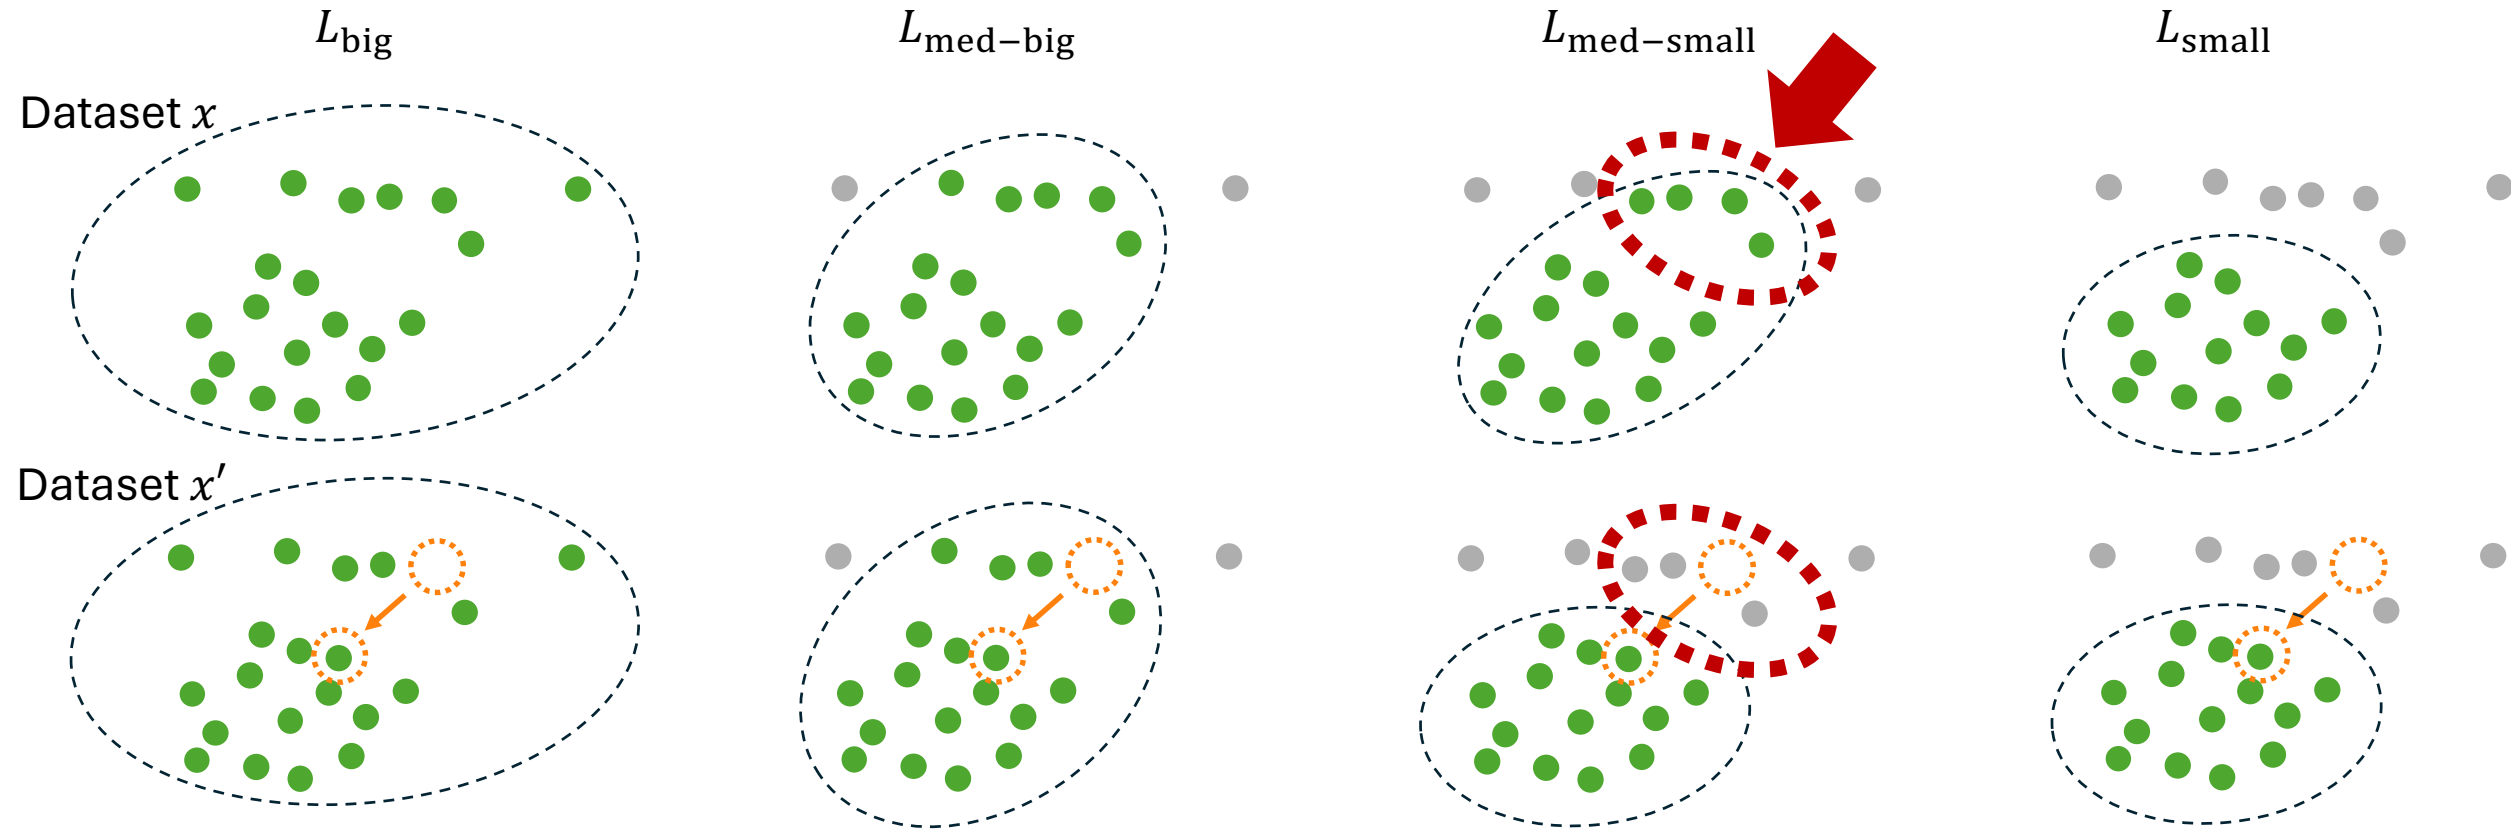 L_big L_med−big L_med−small L_small
Dataset x
Dataset x′